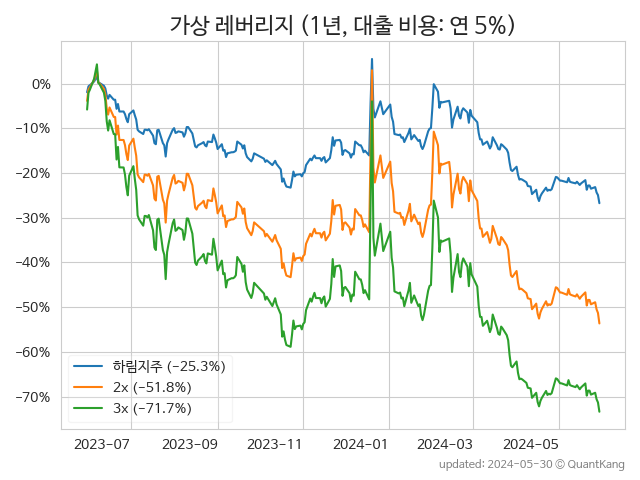 가상 레버리지 (1년, 대출 비용: 연 5%)
0%
−10%
−20%
−30%
−40%
−50%
−60%
−70%
하림지주 (−25.3%)
2x (−51.8%)
3x (−71.7%)
2023-07 2023-09 2023-11 2024-01 2024-03 2024-05
updated: 2024-05-30 © QuantKang